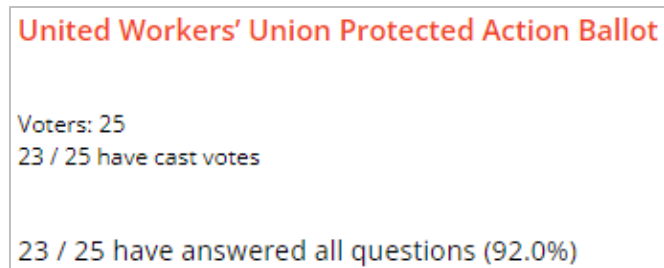 United Workers’ Union Protected Action Ballot
Voters: 25
23 / 25 have cast votes
23 / 25 have answered all questions (92.0%)